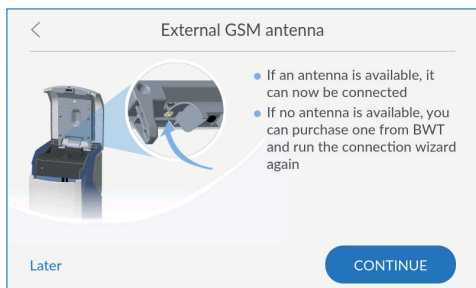 External GSM antenna
If an antenna is available, it
can now be connected
If no antenna is available, you
can purchase one from BWT
and run the connection wizard
again
Later
CONTINUE